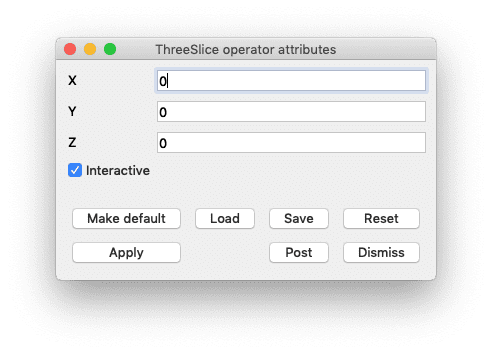 ThreeSlice operator attributes
X 0
Y 0
Z 0
Interactive
Make default Load Save Reset
Apply Post Dismiss